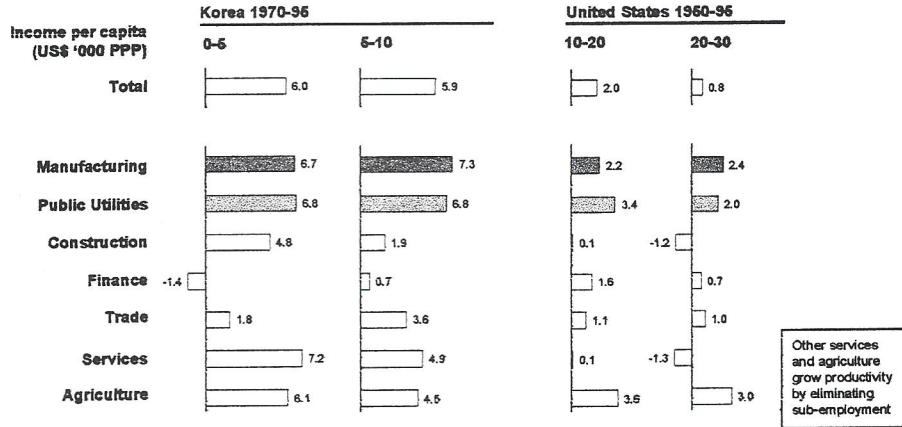 Korea 1970-95 United States 1950-95
Income per capita
(US$ '000 PPP) 0-5 5-10 10-20 20-30
Total 6.0 5.9 2.0 0.8
Manufacturing 6.7 7.3 2.2 2.4
Public Utilities 6.8 6.8 3.4 2.0
Construction 4.8 1.9 0.1 -1.2
Finance -1.4 0.7 1.6 0.7
Trade 1.8 3.6 1.1 1.0
Services 7.2 4.9 0.1 -1.3
Agriculture 6.1 4.5 3.6 3.0
Other services
and agriculture
grow productivity
by eliminating
sub-employment